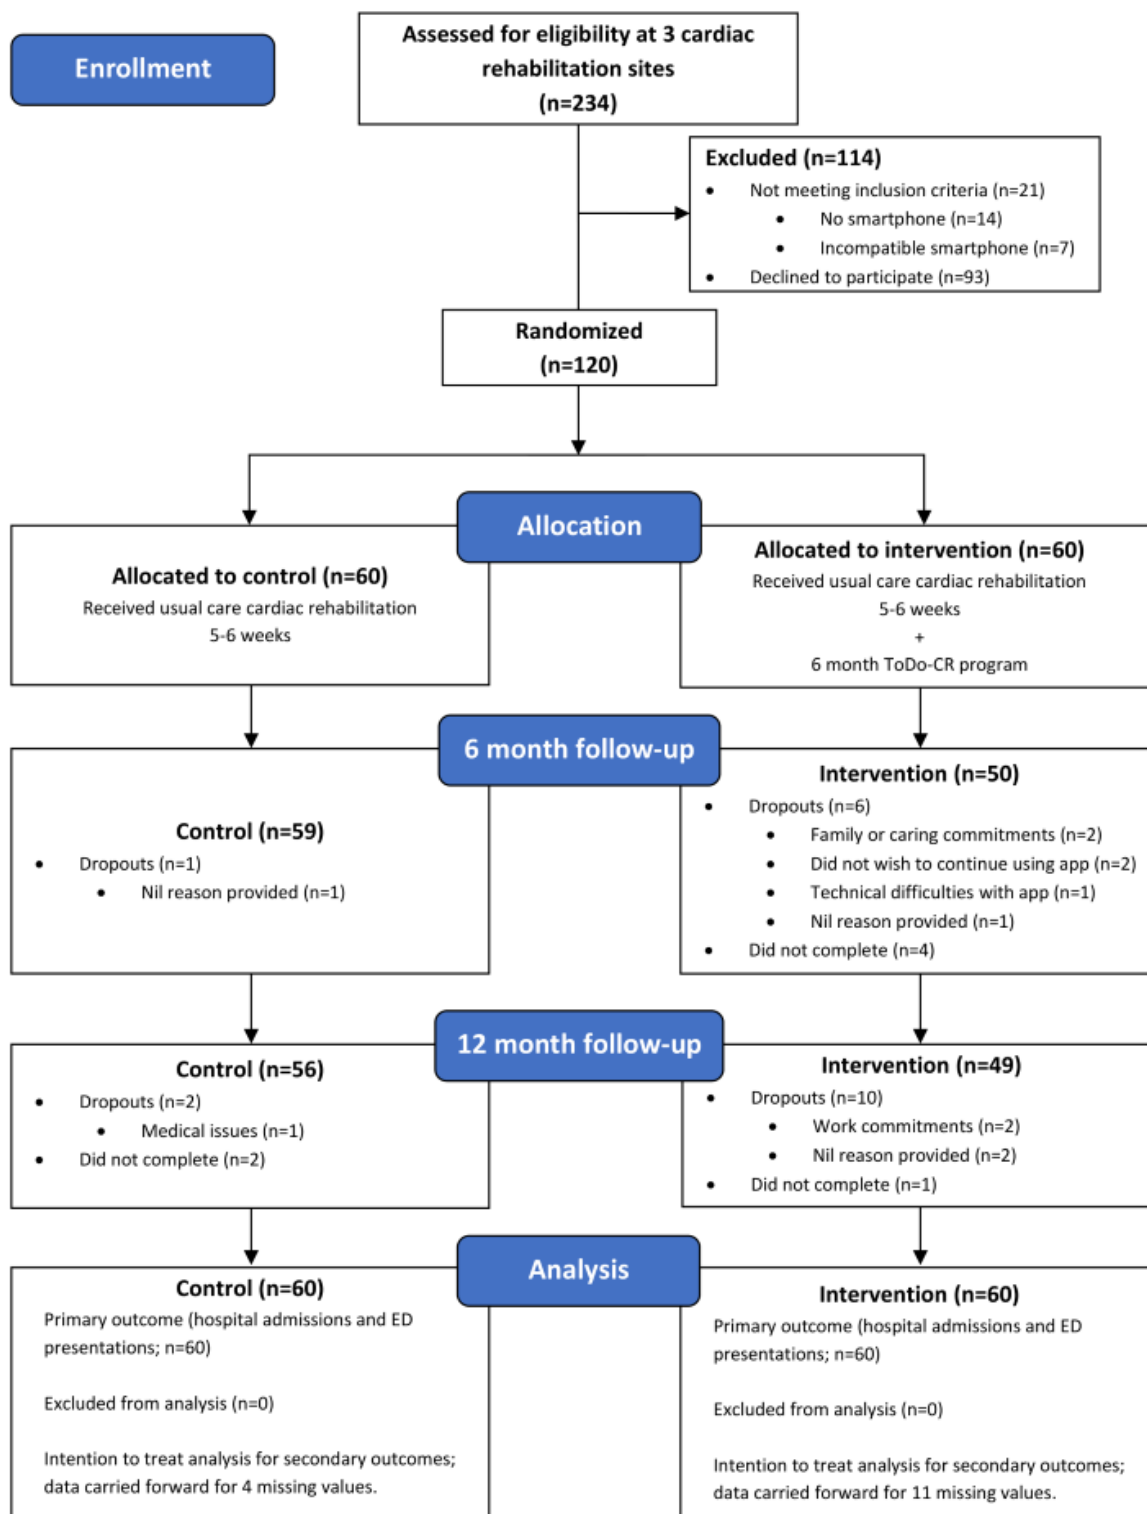 Enrollment
Assessed for eligibility at 3 cardiac
rehabilitation sites
(n=234)
Excluded (n=114)
• Not meeting inclusion criteria (n=21)
• No smartphone (n=14)
• Incompatible smartphone (n=7)
• Declined to participate (n=93)
Randomized
(n=120)
Allocation
Allocated to control (n=60)
Received usual care cardiac rehabilitation
5-6 weeks
Allocated to intervention (n=60)
Received usual care cardiac rehabilitation
5-6 weeks
+
6 month ToDo-CR program
6 month follow-up
Control (n=59)
• Dropouts (n=1)
• Nil reason provided (n=1)
Intervention (n=50)
• Dropouts (n=6)
• Family or caring commitments (n=2)
• Did not wish to continue using app (n=2)
• Technical difficulties with app (n=1)
• Nil reason provided (n=1)
• Did not complete (n=4)
12 month follow-up
Control (n=56)
• Dropouts (n=2)
• Medical issues (n=1)
• Did not complete (n=2)
Intervention (n=49)
• Dropouts (n=10)
• Work commitments (n=2)
• Nil reason provided (n=2)
• Did not complete (n=1)
Analysis
Control (n=60)
Primary outcome (hospital admissions and ED
presentations; n=60)
Excluded from analysis (n=0)
Intention to treat analysis for secondary outcomes;
data carried forward for 4 missing values.
Intervention (n=60)
Primary outcome (hospital admissions and ED
presentations; n=60)
Excluded from analysis (n=0)
Intention to treat analysis for secondary outcomes;
data carried forward for 11 missing values.